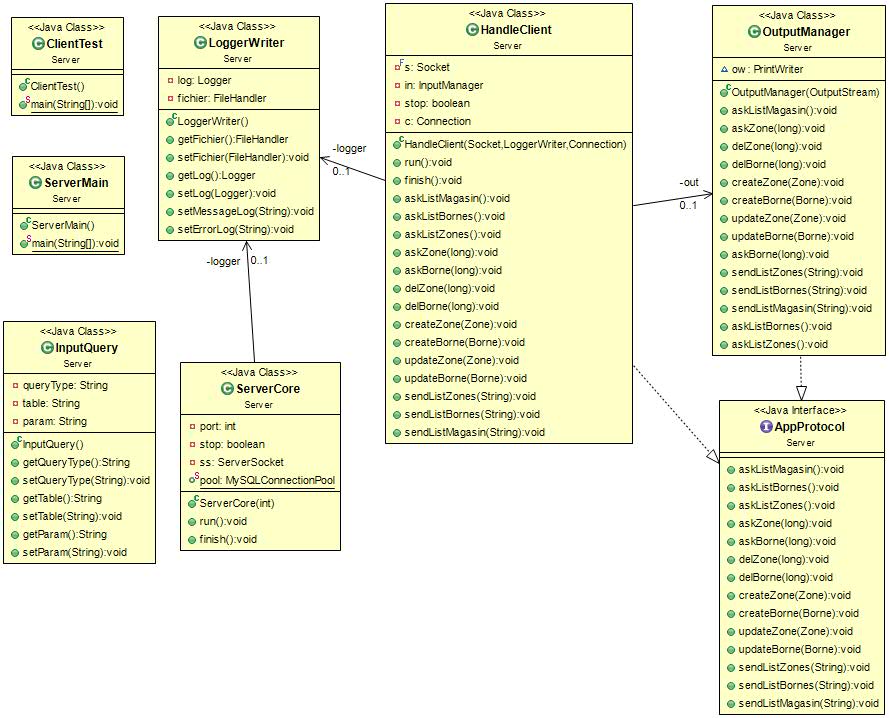 <<Java Class>>
ClientTest
Server
ClientTest()
main(String[]):void
<<Java Class>>
ServerMain
Server
ServerMain()
main(String[]):void
<<Java Class>>
LoggerWriter
Server
log: Logger
fichier: FileHandler
LoggerWriter()
getFichier():FileHandler
setFichier(FileHandler):void
getLog():Logger
setLog(Logger):void
setMessageLog(String):void
setErrorLog(String):void
-logger
0..1
-logger
0..1
<<Java Class>>
HandleClient
Server
s: Socket
in: InputManager
stop: boolean
c: Connection
HandleClient(Socket,LoggerWriter,Connection)
run():void
finish():void
askListMagasin():void
askListBornes():void
askListZones():void
askZone(long):void
askBorne(long):void
delZone(long):void
delBorne(long):void
createZone(Zone):void
createBorne(Borne):void
updateZone(Zone):void
updateBorne(Borne):void
sendListZones(String):void
sendListBornes(String):void
sendListMagasin(String):void
-out
0..1
<<Java Class>>
OutputManager
Server
ow : PrintWriter
OutputManager(OutputStream)
askListMagasin():void
askZone(long):void
delZone(long):void
delBorne(long):void
createZone(Zone):void
createBorne(Borne):void
updateZone(Zone):void
updateBorne(Borne):void
askBorne(long):void
sendListZones(String):void
sendListBornes(String):void
sendListMagasin(String):void
askListBornes():void
askListZones():void
<<Java Class>>
InputQuery
Server
queryType: String
table: String
param: String
InputQuery()
getQueryType():String
setQueryType(String):void
getTable():String
setTable(String):void
getParam():String
setParam(String):void
<<Java Class>>
ServerCore
Server
port: int
stop: boolean
ss: ServerSocket
pool: MySQLConnectionPool
ServerCore(int)
run():void
finish():void
<<Java Interface>>
AppProtocol
Server
askListMagasin():void
askListBornes():void
askListZones():void
askZone(long):void
askBorne(long):void
delZone(long):void
delBorne(long):void
createZone(Zone):void
createBorne(Borne):void
updateZone(Zone):void
updateBorne(Borne):void
sendListZones(String):void
sendListBornes(String):void
sendListMagasin(String):void